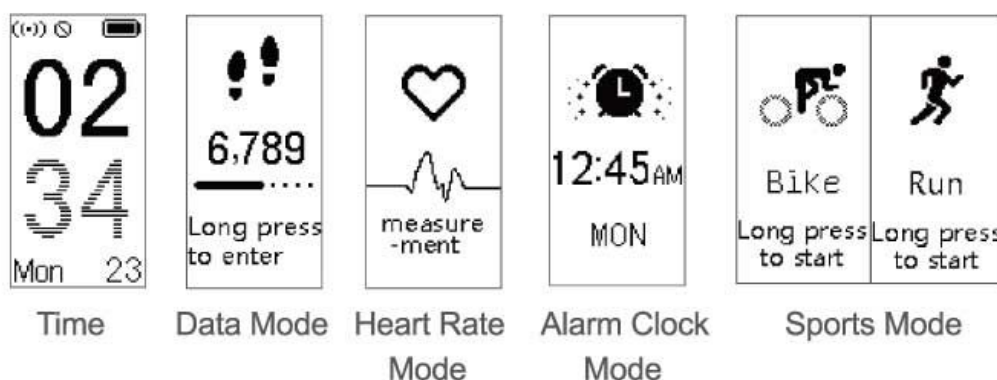 02
34
Mon 23
6,789
Long press
to enter
measure
-ment
12:45AM
MON
Bike
Long press
to start
Run
Long press
to start
Time
Data Mode
Heart Rate
Mode
Alarm Clock
Mode
Sports Mode